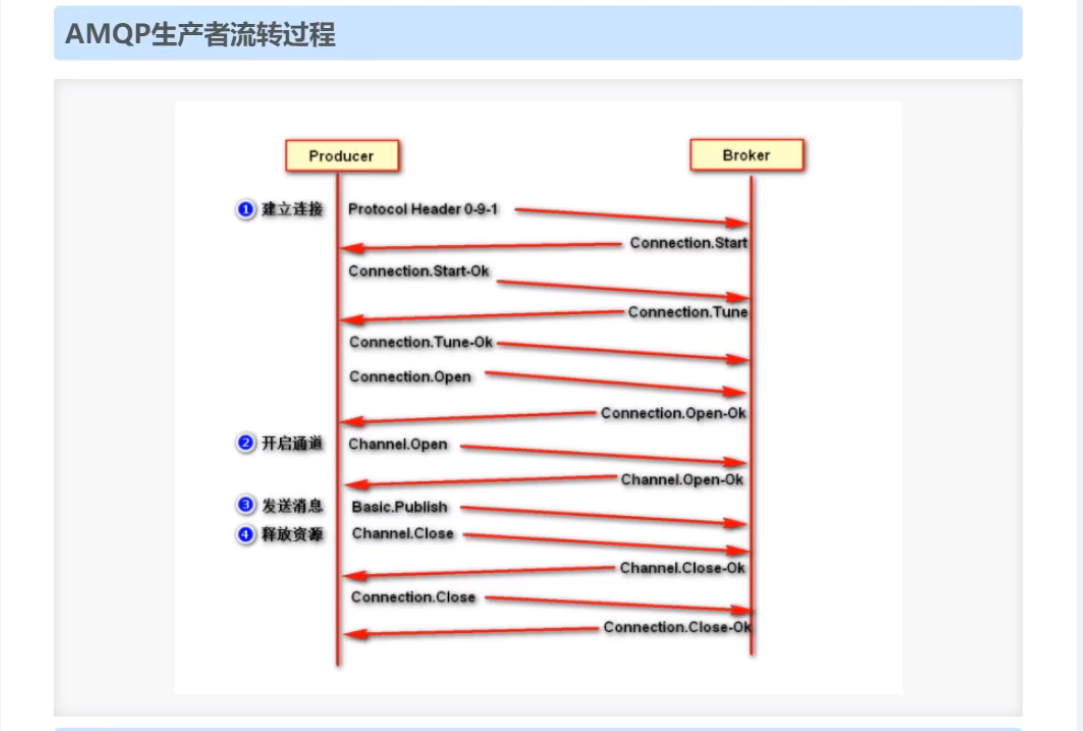 AMQP生产者流转过程
Producer
Broker
1 建立连接 Protocol Header 0-9-1
Connection.Start
Connection.Start-Ok
Connection.Tune
Connection.Tune-Ok
Connection.Open
Connection.Open-Ok
2 开启通道 Channel.Open
Channel.Open-Ok
3 发送消息 Basic.Publish
4 释放资源 Channel.Close
Channel.Close-Ok
Connection.Close
Connection.Close-Ok